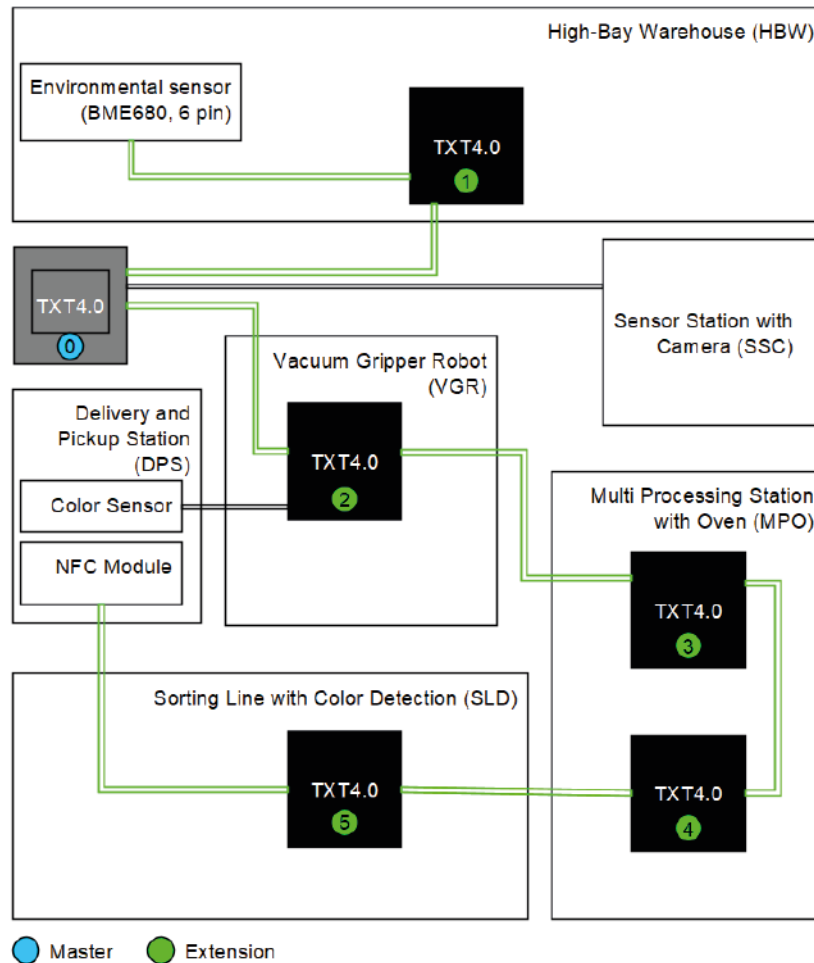 High-Bay Warehouse (HBW)
Environmental sensor
(BME680, 6 pin)
TXT4.0
1
TXT4.0
0
Sensor Station with
Camera (SSC)
Vacuum Gripper Robot
(VGR)
TXT4.0
2
Delivery and
Pickup Station
(DPS)
Color Sensor
NFC Module
Multi Processing Station
with Oven (MPO)
TXT4.0
3
TXT4.0
4
Sorting Line with Color Detection (SLD)
TXT4.0
5
Master
Extension